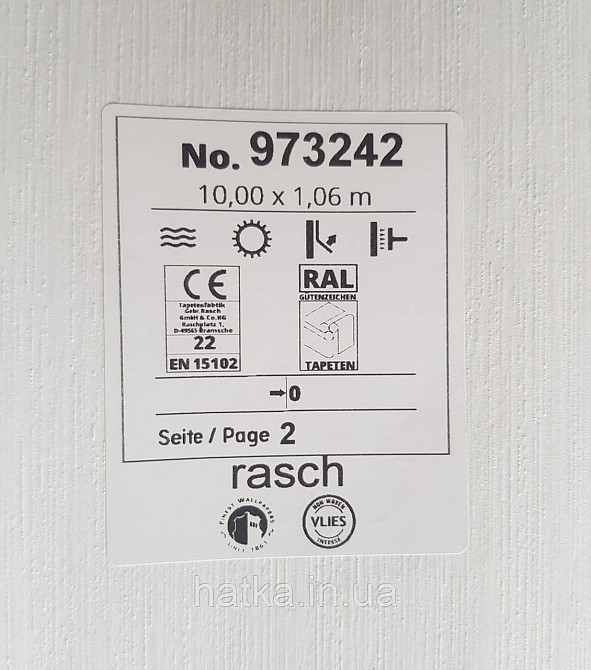 No. 973242
10,00 x 1,06 m
CE
Tapetenfabrik
Gebr.Rasch
GmbH & Co.KG
Raschplatz 1,
D-49565 Bramsche
22
EN 15102
RAL
GÜTENZEICHEN
TAPETEN
→0
Seite / Page 2
rasch
FINEST WALLPAPERS
SINCE 1861
NON-WOVEN
VLIES
INTISSE
hatka.in.ua